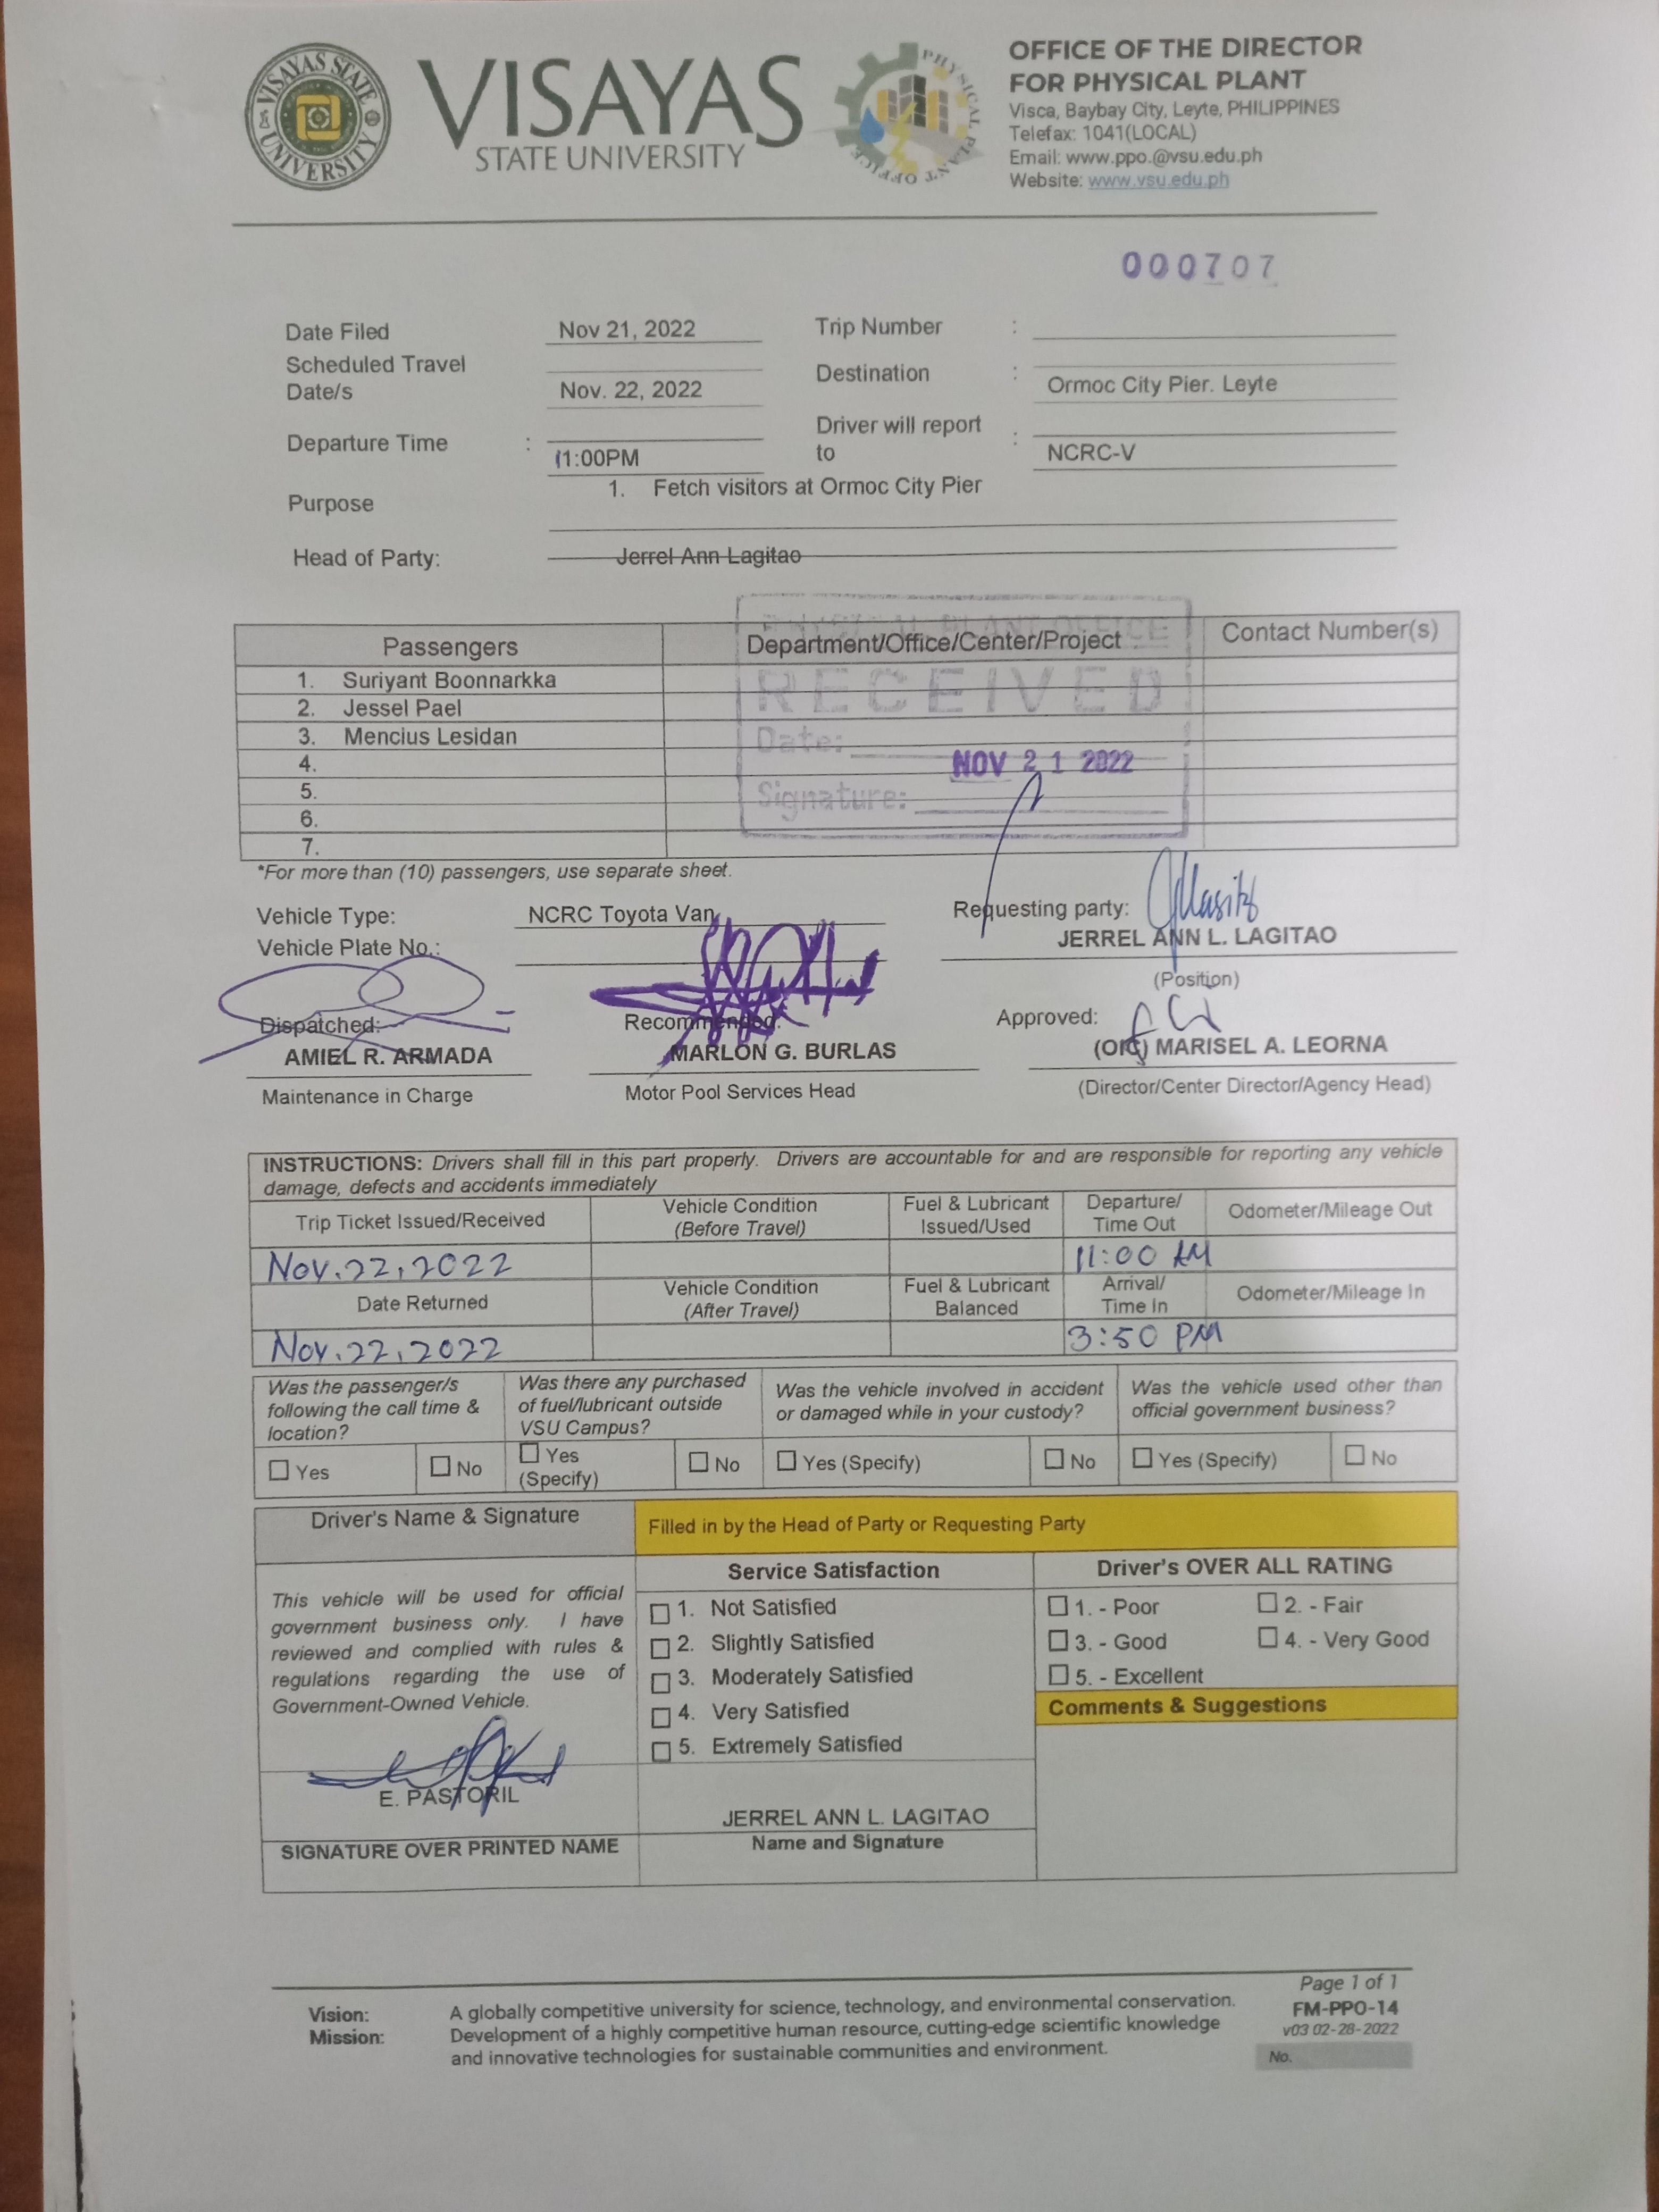 VISAYAS STATE UNIVERSITY
VISAYAS
STATE UNIVERSITY
PHYSICAL PLANT OFFICE
OFFICE OF THE DIRECTOR
FOR PHYSICAL PLANT
Visca, Baybay City, Leyte, PHILIPPINES
Telefax: 1041(LOCAL)
Email: www.ppo.@vsu.edu.ph
Website: www.vsu.edu.ph
000707
Date Filed Nov 21, 2022 Trip Number :
Scheduled Travel
Date/s Nov. 22, 2022 Destination : Ormoc City Pier. Leyte
Departure Time : 11:00PM Driver will report
to : NCRC-V
Purpose 1. Fetch visitors at Ormoc City Pier
Head of Party: Jerrel Ann Lagitao
Passengers Department/Office/Center/Project Contact Number(s)
PHYSICAL PLANT OFFICE
RECEIVED
Date: NOV 21 2022
Signature:
1. Suriyant Boonnarkka
2. Jessel Pael
3. Mencius Lesidan
4.
5.
6.
7.
*For more than (10) passengers, use separate sheet.
Vehicle Type: NCRC Toyota Van Requesting party:
Vehicle Plate No.: JERREL ANN L. LAGITAO
(Position)
Dispatched: Recommended: Approved:
AMIEL R. ARMADA MARLON G. BURLAS (OIC) MARISEL A. LEORNA
Maintenance in Charge Motor Pool Services Head (Director/Center Director/Agency Head)
INSTRUCTIONS: Drivers shall fill in this part properly. Drivers are accountable for and are responsible for reporting any vehicle
damage, defects and accidents immediately
Trip Ticket Issued/Received Vehicle Condition
(Before Travel) Fuel & Lubricant
Issued/Used Departure/
Time Out Odometer/Mileage Out
Nov.22,2022 11:00 AM
Date Returned Vehicle Condition
(After Travel) Fuel & Lubricant
Balanced Arrival/
Time In Odometer/Mileage In
Nov.22,2022 3:50 PM
Was the passenger/s
following the call time &
location?
Was there any purchased
of fuel/lubricant outside
VSU Campus?
Was the vehicle involved in accident
or damaged while in your custody?
Was the vehicle used other than
official government business?
☐ Yes ☐ No ☐ Yes
(Specify) ☐ No ☐ Yes (Specify) ☐ No ☐ Yes (Specify) ☐ No
Driver's Name & Signature Filled in by the Head of Party or Requesting Party
This vehicle will be used for official
government business only. I have
reviewed and complied with rules &
regulations regarding the use of
Government-Owned Vehicle.
E. PASTORIL
SIGNATURE OVER PRINTED NAME
Service Satisfaction
☐ 1. Not Satisfied
☐ 2. Slightly Satisfied
☐ 3. Moderately Satisfied
☐ 4. Very Satisfied
☐ 5. Extremely Satisfied
JERREL ANN L. LAGITAO
Name and Signature
Driver's OVER ALL RATING
☐ 1. - Poor ☐ 2. - Fair
☐ 3. - Good ☐ 4. - Very Good
☐ 5. - Excellent
Comments & Suggestions
Vision: A globally competitive university for science, technology, and environmental conservation.
Mission: Development of a highly competitive human resource, cutting-edge scientific knowledge
and innovative technologies for sustainable communities and environment.
Page 1 of 1
FM-PPO-14
v03 02-28-2022
No.